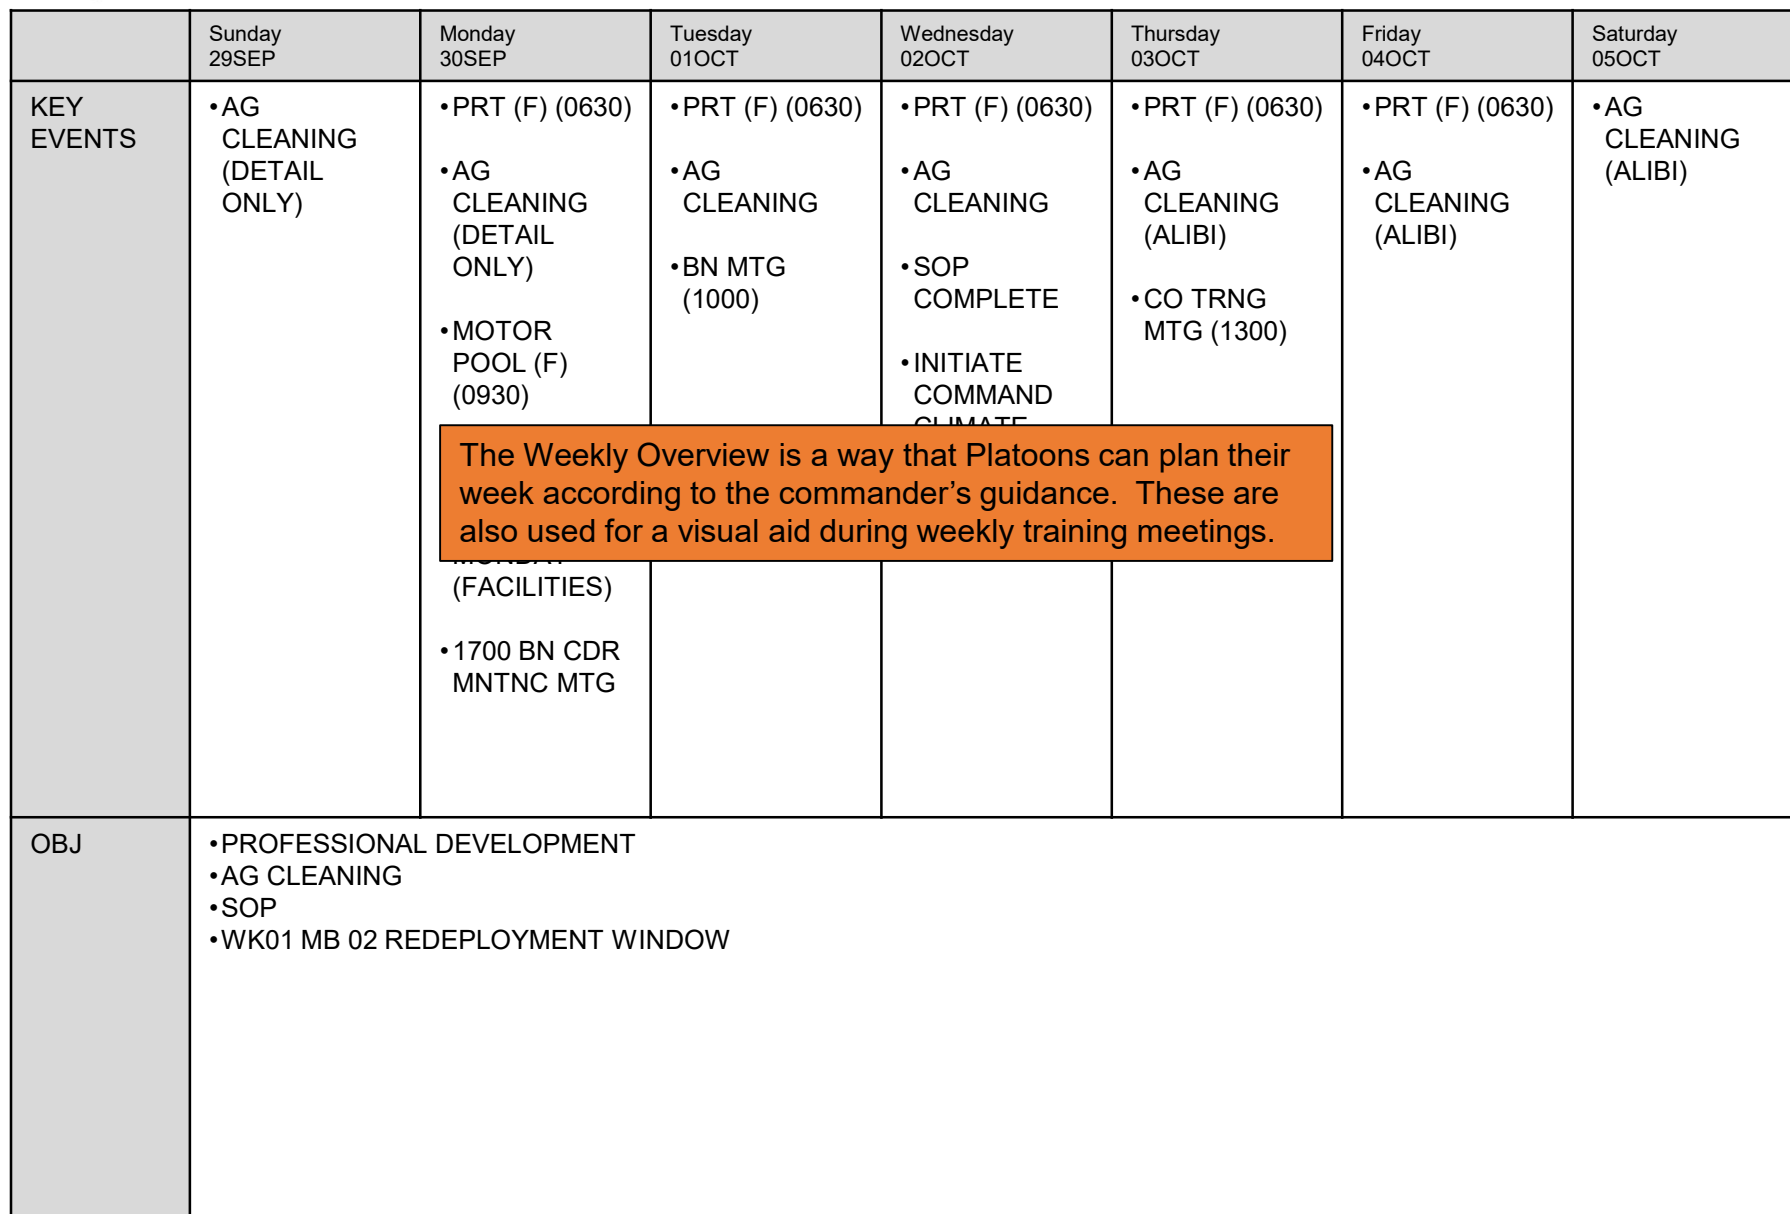 Sunday
29SEP
Monday
30SEP
Tuesday
01OCT
Wednesday
02OCT
Thursday
03OCT
Friday
04OCT
Saturday
05OCT
KEY
EVENTS
•AG
CLEANING
(DETAIL
ONLY)
•PRT (F) (0630)
•AG
CLEANING
(DETAIL
ONLY)
•MOTOR
POOL (F)
(0930)
(FACILITIES)
•1700 BN CDR
MNTNC MTG
•PRT (F) (0630)
•AG
CLEANING
•BN MTG
(1000)
•PRT (F) (0630)
•AG
CLEANING
•SOP
COMPLETE
•INITIATE
COMMAND
CLIMATE
•PRT (F) (0630)
•AG
CLEANING
(ALIBI)
•CO TRNG
MTG (1300)
•PRT (F) (0630)
•AG
CLEANING
(ALIBI)
•AG
CLEANING
(ALIBI)
The Weekly Overview is a way that Platoons can plan their
week according to the commander’s guidance.  These are
also used for a visual aid during weekly training meetings.
OBJ
•PROFESSIONAL DEVELOPMENT
•AG CLEANING
•SOP
•WK01 MB 02 REDEPLOYMENT WINDOW